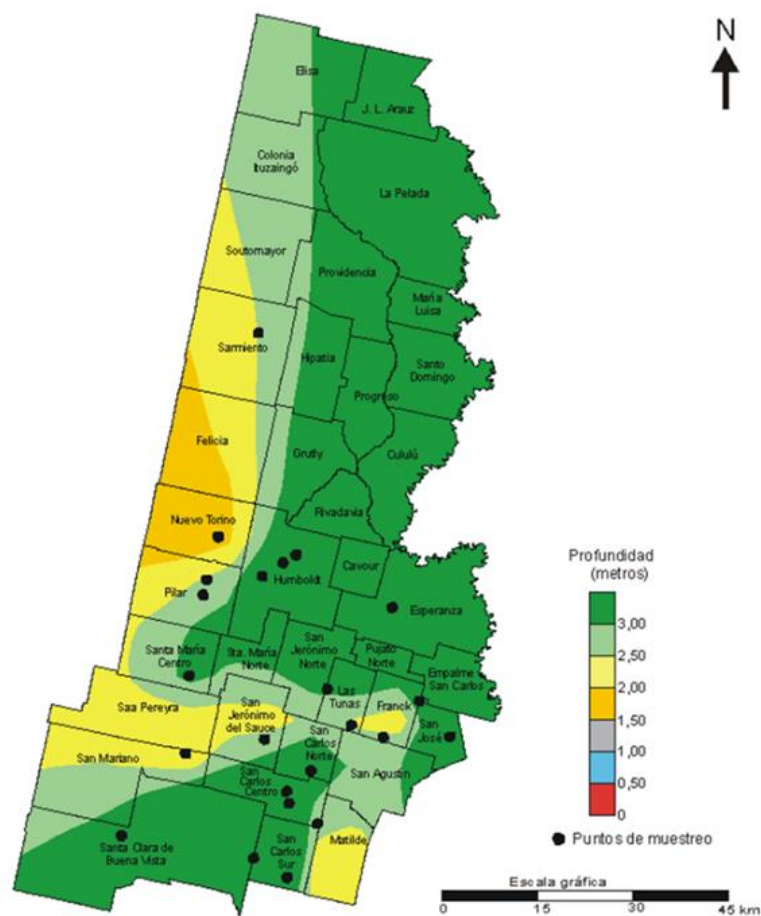 N
Elisa
J. L. Arauz
Colonia
Ituzaingó
La Pelada
Soutomayor
Providencia
María
Luisa
Sarmiento
Hipatia
Santo
Domingo
Progreso
Felicia
Grutly
Cululú
Rivadavia
Nuevo Torino
Cavour
Humboldt
Pilar
Esperanza
Santa María
Centro
Sta. María
Norte
San
Jerónimo
Norte
Pujato
Norte
Empalme
San Carlos
Saa Pereyra
San
Jerónimo
del Sauce
Las
Tunas
Franck
San
José
San Mariano
San
Carlos
Norte
San Agustín
San
Carlos
Centro
Santa Clara de
Buena Vista
San
Carlos
Sur
Matilde
Profundidad
(metros)
3,00
2,50
2,00
1,50
1,00
0,50
0
Puntos de muestreo
Escala gráfica
0 15 30 45 km